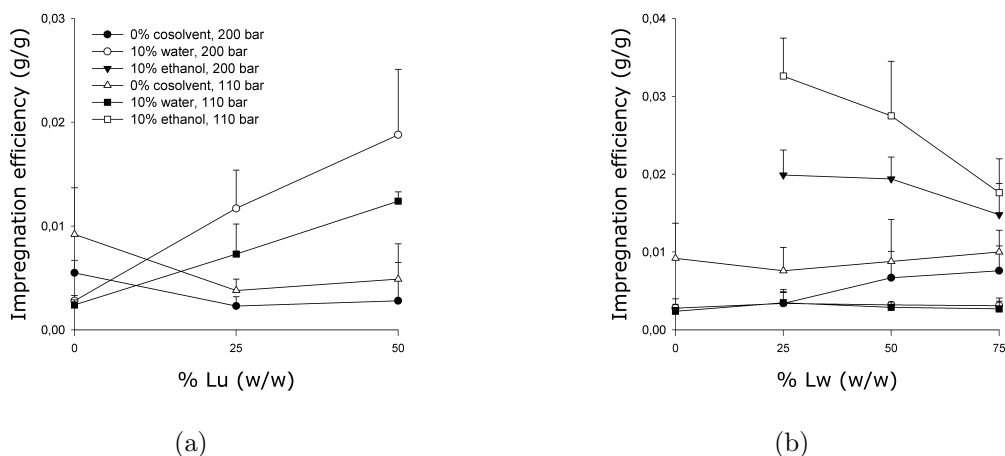 0,03
0,02
0,01
0,00
Impregnation efficiency (g/g)
0% cosolvent, 200 bar
10% water, 200 bar
10% ethanol, 200 bar
0% cosolvent, 110 bar
10% water, 110 bar
10% ethanol, 110 bar
0 25 50
% Lu (w/w)
(a)
0,04
0,03
0,02
0,01
0,00
Impregnation efficiency (g/g)
0 25 50 75
% Lw (w/w)
(b)